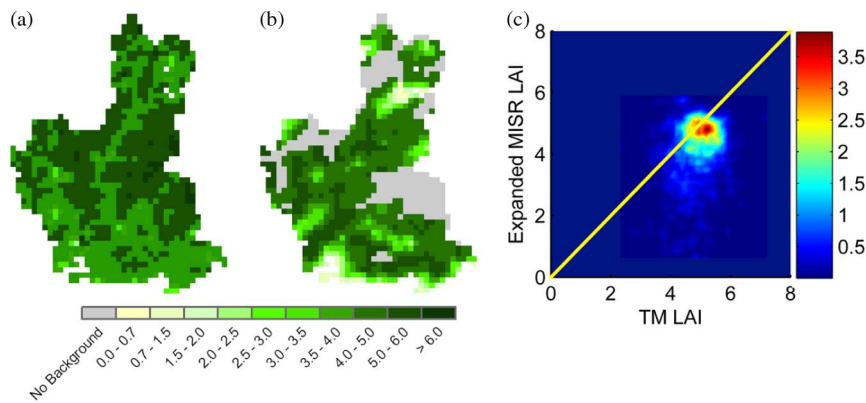 (a)
(b)
(c)
No Background
0.0 - 0.7
0.7 - 1.5
1.5 - 2.0
2.0 - 2.5
2.5 - 3.0
3.0 - 3.5
3.5 - 4.0
4.0 - 5.0
5.0 - 6.0
> 6.0
Expanded MISR LAI
8
6
4
2
0
0
2
4
6
8
TM LAI
3.5
3
2.5
2
1.5
1
0.5